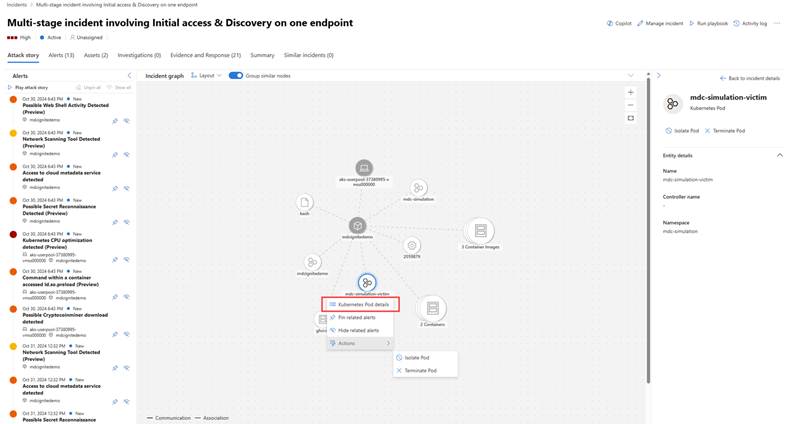 Incidents > Multi-stage incident involving Initial access & Discovery on one endpoint
Multi-stage incident involving Initial access & Discovery on one endpoint
Copilot
Manage incident
Run playbook
Activity log
High
Active
Unassigned
Attack story
Alerts (13)
Assets (2)
Investigations (0)
Evidence and Response (21)
Summary
Similar incidents (0)
Alerts
Play attack story
Unpin all
Show all
Oct 30, 2024 6:43 PM • New
Possible Web Shell Activity Detected
(Preview)
mdcignitedemo
Oct 30, 2024 6:43 PM • New
Network Scanning Tool Detected
(Preview)
mdcignitedemo
Oct 30, 2024 6:43 PM • New
Access to cloud metadata service
detected
mdcignitedemo
Oct 30, 2024 6:43 PM • New
Possible Secret Reconnaissance
Detected (Preview)
mdcignitedemo
Oct 30, 2024 6:43 PM • New
Kubernetes CPU optimization
detected (Preview)
aks-userpool-37380995-
vmss000000 mdcignitedemo
Oct 30, 2024 6:43 PM • New
Command within a container
accessed ld.so.preload (Preview)
aks-userpool-37380995-
vmss000000 mdcignitedemo
Oct 30, 2024 6:43 PM • New
Possible Cryptocoinminer download
detected
aks-userpool-37380995-
vmss000000 mdcignitedemo
Oct 31, 2024 12:32 PM • New
Network Scanning Tool Detected
(Preview)
mdcignitedemo
Oct 31, 2024 12:32 PM • New
Access to cloud metadata service
detected
mdcignitedemo
Oct 31, 2024 12:32 PM • New
Possible Secret Reconnaissance
Incident graph
Layout
Group similar nodes
aks-userpool-37380995-v
mss000000
mdc-simulation
bash
mdcignitedemo
3 Container Images
2059879
mdcignitedemo
mdc-simulation-victim
2 Containers
Kubernetes Pod details
Pin related alerts
Hide related alerts
Actions
Isolate Pod
Terminate Pod
Communication
Association
Back to incident details
mdc-simulation-victim
Kubernetes Pod
Isolate Pod
Terminate Pod
Entity details
Name
mdc-simulation-victim
Controller name
-
Namespace
mdc-simulation